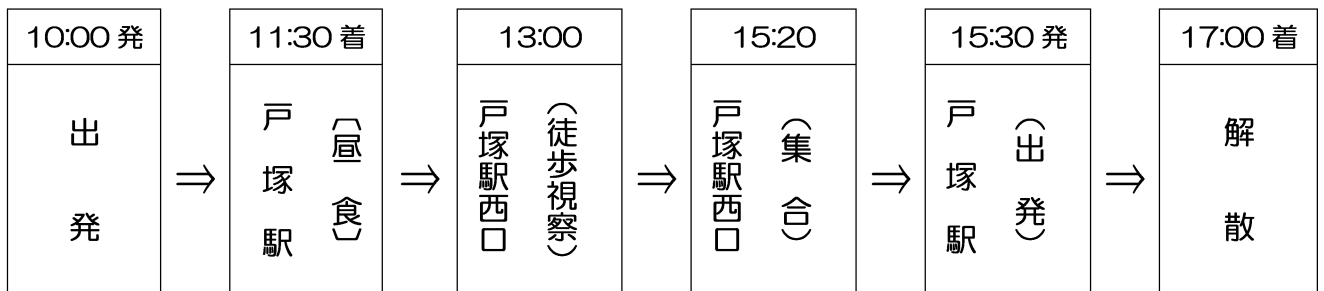 10:00 発
出発
⇒
11:30 着
戸塚駅
〔昼食〕
⇒
13:00
戸塚駅西口
（徒歩視察）
⇒
15:20
戸塚駅西口
（集合）
⇒
15:30 発
戸塚駅
（出発）
⇒
17:00 着
解散